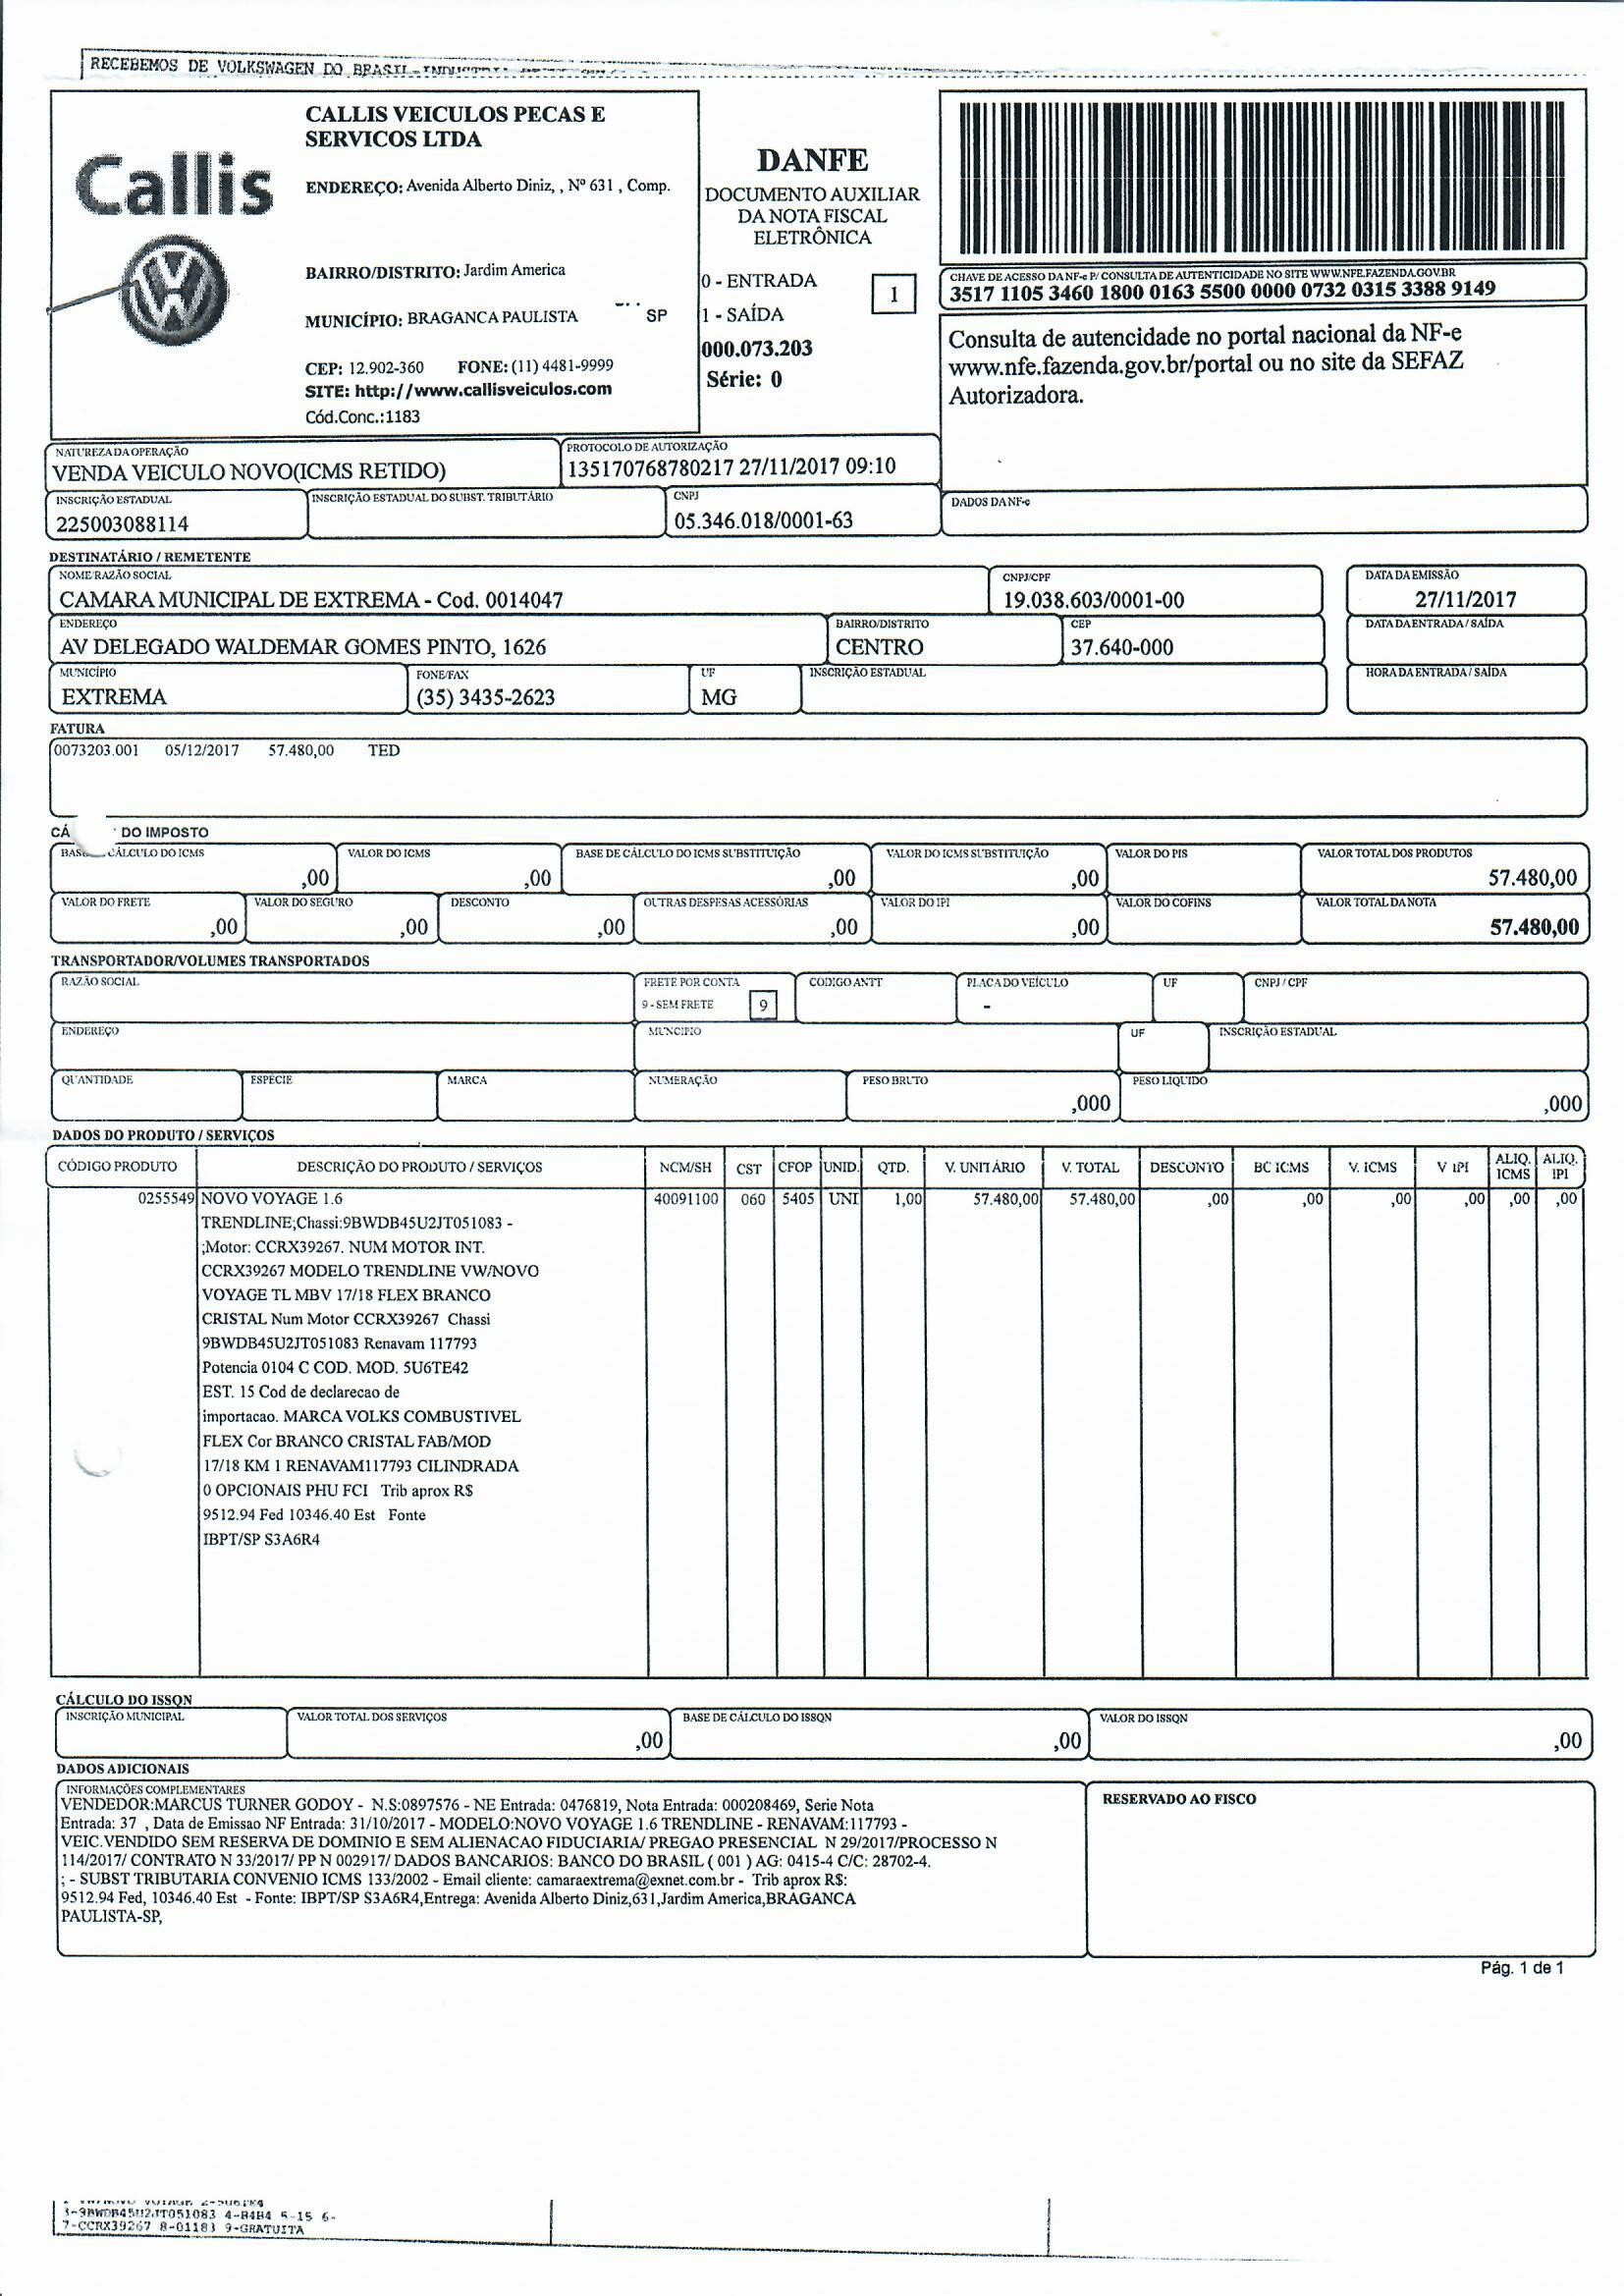 RECEBEMOS DE VOLKSWAGEN DO BRASIL-
Callis
CALLIS VEICULOS PECAS E
SERVICOS LTDA
ENDEREÇO: Avenida Alberto Diniz, , Nº 631 , Comp.
BAIRRO/DISTRITO: Jardim America
MUNICÍPIO: BRAGANCA PAULISTA SP
CEP: 12.902-360 FONE: (11) 4481-9999
SITE: http://www.callisveiculos.com
Cód.Conc.:1183
DANFE
DOCUMENTO AUXILIAR
DA NOTA FISCAL
ELETRÔNICA
0 - ENTRADA
1
1 - SAÍDA
000.073.203
Série: 0
CHAVE DE ACESSO DA NF-e P/ CONSULTA DE AUTENTICIDADE NO SITE WWW.NFE.FAZENDA.GOV.BR
3517 1105 3460 1800 0163 5500 0000 0732 0315 3388 9149
Consulta de autencidade no portal nacional da NF-e
www.nfe.fazenda.gov.br/portal ou no site da SEFAZ
Autorizadora.
NATUREZA DA OPERAÇÃO PROTOCOLO DE AUTORIZAÇÃO
VENDA VEICULO NOVO(ICMS RETIDO) 135170768780217 27/11/2017 09:10
INSCRIÇÃO ESTADUAL INSCRIÇÃO ESTADUAL DO SUBST. TRIBUTÁRIO CNPJ DADOS DA NF-e
225003088114 05.346.018/0001-63
DESTINATÁRIO / REMETENTE
NOME/RAZÃO SOCIAL CNPJ/CPF DATA DA EMISSÃO
CAMARA MUNICIPAL DE EXTREMA - Cod. 0014047 19.038.603/0001-00 27/11/2017
ENDEREÇO BAIRRO/DISTRITO CEP DATA DA ENTRADA / SAÍDA
AV DELEGADO WALDEMAR GOMES PINTO, 1626 CENTRO 37.640-000
MUNICÍPIO FONE/FAX UF INSCRIÇÃO ESTADUAL HORA DA ENTRADA / SAÍDA
EXTREMA (35) 3435-2623 MG
FATURA
0073203.001 05/12/2017 57.480,00 TED
CÁ DO IMPOSTO
BAS CÁLCULO DO ICMS VALOR DO ICMS BASE DE CÁLCULO DO ICMS SUBSTITUIÇÃO VALOR DO ICMS SUBSTITUIÇÃO VALOR DO PIS VALOR TOTAL DOS PRODUTOS
,00 ,00 ,00 ,00 57.480,00
VALOR DO FRETE VALOR DO SEGURO DESCONTO OUTRAS DESPESAS ACESSÓRIAS VALOR DO IPI VALOR DO COFINS VALOR TOTAL DA NOTA
,00 ,00 ,00 ,00 ,00 57.480,00
TRANSPORTADOR/VOLUMES TRANSPORTADOS
RAZÃO SOCIAL FRETE POR CONTA CODIGO ANTT PLACA DO VEÍCULO UF CNPJ / CPF
9 - SEM FRETE 9 -
ENDEREÇO MUNCIPIO UF INSCRIÇÃO ESTADUAL
QUANTIDADE ESPÉCIE MARCA NUMERAÇÃO PESO BRUTO PESO LIQUIDO
,000 ,000
DADOS DO PRODUTO / SERVIÇOS
CÓDIGO PRODUTO DESCRIÇÃO DO PRODUTO / SERVIÇOS NCM/SH CST CFOP UNID. QTD. V. UNITÁRIO V. TOTAL DESCONTO BC ICMS V. ICMS V IPI ALIQ. ICMS ALIQ. IPI
0255549 NOVO VOYAGE 1.6 40091100 060 5405 UNI 1,00 57.480,00 57.480,00 ,00 ,00 ,00 ,00 ,00 ,00
TRENDLINE;Chassi:9BWDB45U2JT051083 -
;Motor: CCRX39267. NUM MOTOR INT.
CCRX39267 MODELO TRENDLINE VW/NOVO
VOYAGE TL MBV 17/18 FLEX BRANCO
CRISTAL Num Motor CCRX39267 Chassi
9BWDB45U2JT051083 Renavam 117793
Potencia 0104 C COD. MOD. 5U6TE42
EST. 15 Cod de declarecao de
importacao. MARCA VOLKS COMBUSTIVEL
FLEX Cor BRANCO CRISTAL FAB/MOD
17/18 KM 1 RENAVAM117793 CILINDRADA
0 OPCIONAIS PHU FCI Trib aprox R$
9512.94 Fed 10346.40 Est Fonte
IBPT/SP S3A6R4
CÁLCULO DO ISSQN
INSCRIÇÃO MUNICIPAL VALOR TOTAL DOS SERVIÇOS BASE DE CÁLCULO DO ISSQN VALOR DO ISSQN
,00 ,00 ,00
DADOS ADICIONAIS
INFORMAÇÕES COMPLEMENTARES RESERVADO AO FISCO
VENDEDOR:MARCUS TURNER GODOY - N.S:0897576 - NE Entrada: 0476819, Nota Entrada: 000208469, Serie Nota
Entrada: 37 , Data de Emissao NF Entrada: 31/10/2017 - MODELO:NOVO VOYAGE 1.6 TRENDLINE - RENAVAM:117793 -
VEIC.VENDIDO SEM RESERVA DE DOMINIO E SEM ALIENACAO FIDUCIARIA/ PREGAO PRESENCIAL N 29/2017/PROCESSO N
114/2017/ CONTRATO N 33/2017/ PP N 002917/ DADOS BANCARIOS: BANCO DO BRASIL ( 001 ) AG: 0415-4 C/C: 28702-4.
; - SUBST TRIBUTARIA CONVENIO ICMS 133/2002 - Email cliente: camaraextrema@exnet.com.br - Trib aprox R$:
9512.94 Fed, 10346.40 Est - Fonte: IBPT/SP S3A6R4,Entrega: Avenida Alberto Diniz,631,Jardim America,BRAGANCA
PAULISTA-SP,
Pág. 1 de 1
3-9BWDB45U2JT051083 4-B4B4 5-15 6-
7-CCRX39267 8-01183 9-GRATUITA